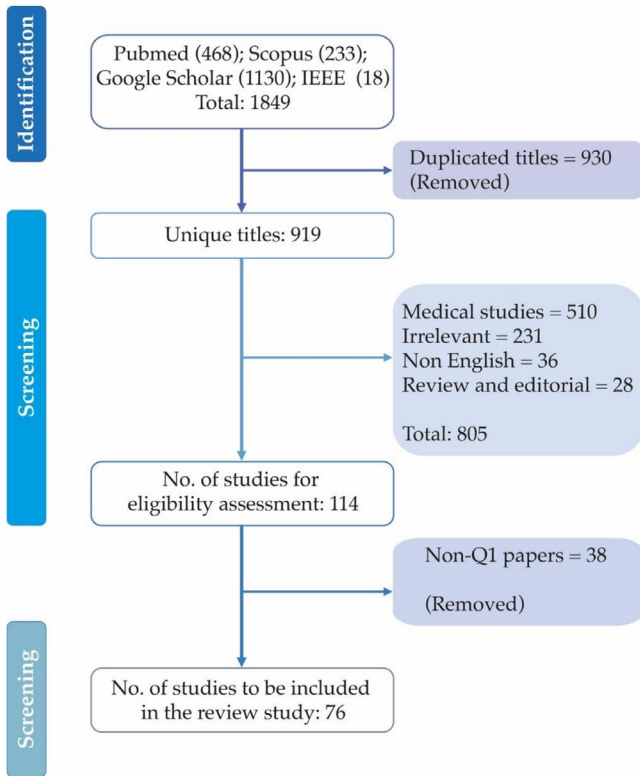 Identification
Pubmed (468); Scopus (233);
Google Scholar (1130); IEEE (18)
Total: 1849
Duplicated titles = 930
(Removed)
Screening
Unique titles: 919
Medical studies = 510
Irrelevant = 231
Non English = 36
Review and editorial = 28
Total: 805
No. of studies for
eligibility assessment: 114
Non-Q1 papers = 38
(Removed)
Screening
No. of studies to be included
in the review study: 76